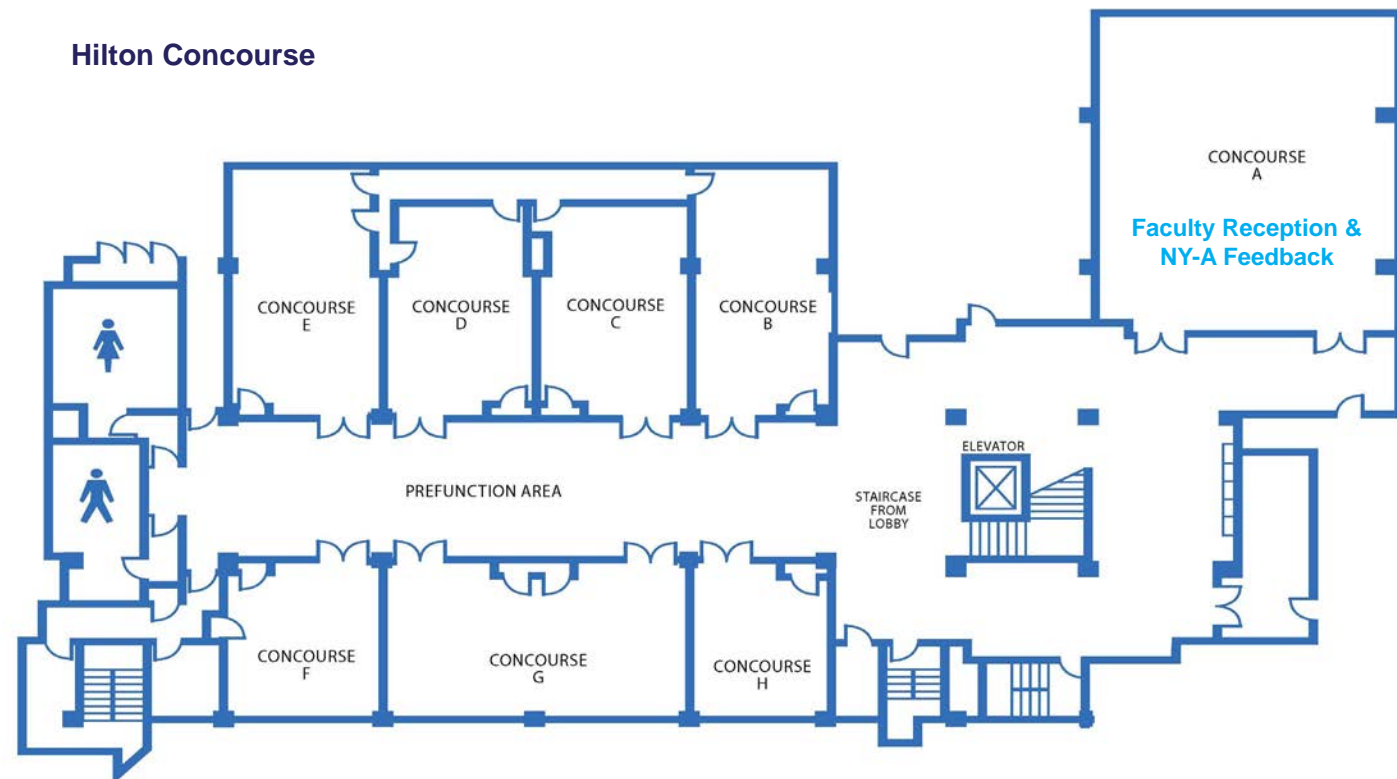 Hilton Concourse
CONCOURSE
A
Faculty Reception &
NY-A Feedback
CONCOURSE
E
CONCOURSE
D
CONCOURSE
C
CONCOURSE
B
ELEVATOR
PREFUNCTION AREA
STAIRCASE
FROM
LOBBY
CONCOURSE
F
CONCOURSE
G
CONCOURSE
H